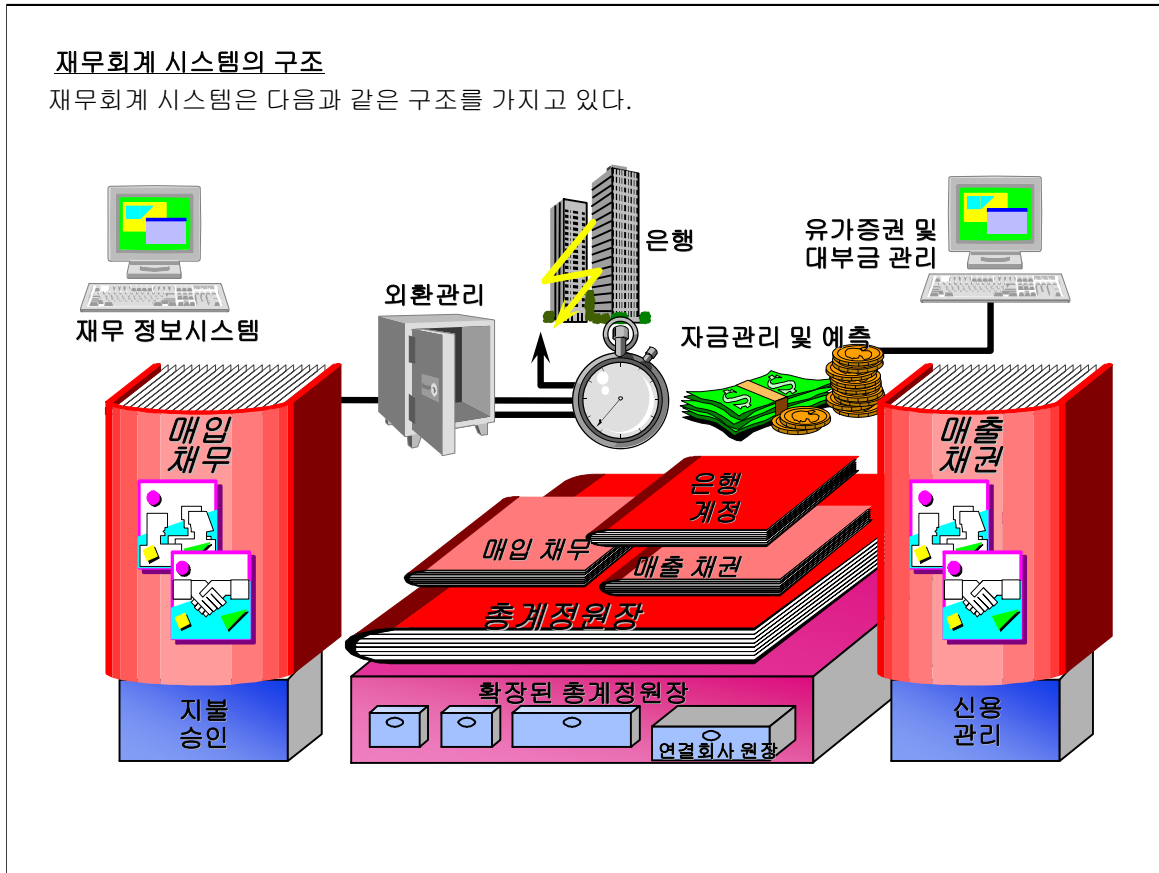 재무회계 시스템의 구조
재무회계 시스템은 다음과 같은 구조를 가지고 있다.
은행
유가증권 및
대부금 관리
외환관리
재무 정보시스템
자금관리 및 예측
매입
채무
매출
채권
은행
계정
매입 채무
매출 채권
총계정원장
확장된 총계정원장
연결회사 원장
지불
승인
신용
관리